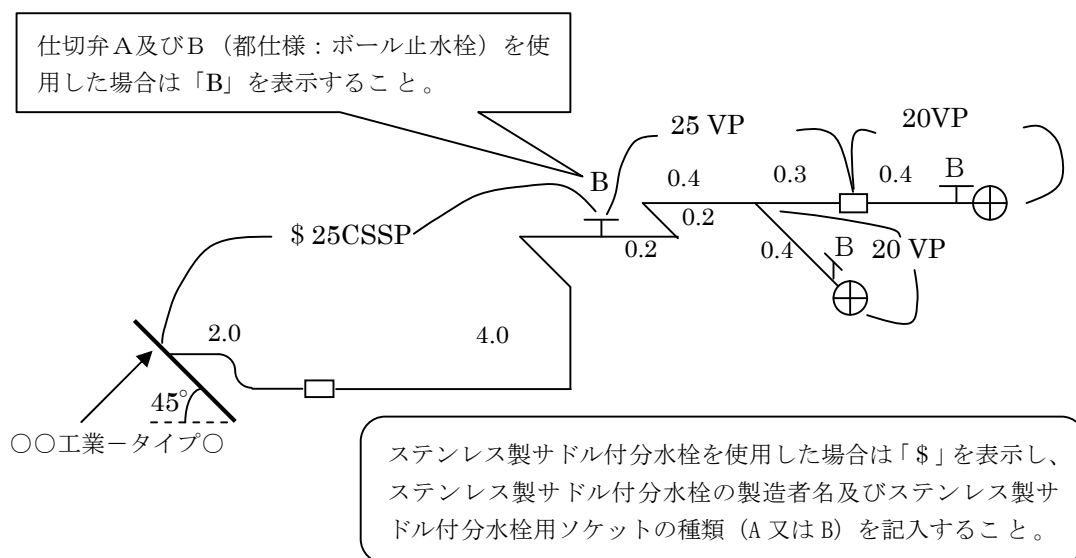 仕切弁A及びB(都仕様:ボール止水栓)を使
用した場合は「B」を表示すること。
25 VP
20VP
B
0.4
0.3
0.4
B
0.2
$ 25CSSP
0.2
0.4
B
20 VP
2.0
4.0
45°
○○工業-タイプ○
ステンレス製サドル付分水栓を使用した場合は「$」を表示し、
ステンレス製サドル付分水栓の製造者名及びステンレス製サ
ドル付分水栓用ソケットの種類(A又はB)を記入すること。